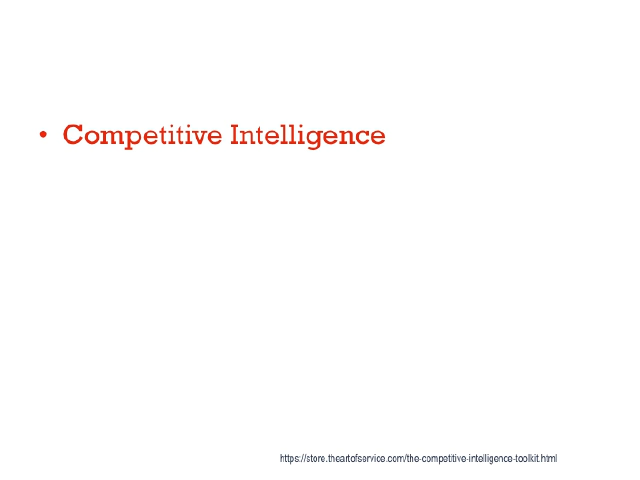 • Competitive Intelligence
https://store.theartofservice.com/the-competitive-intelligence-toolkit.html